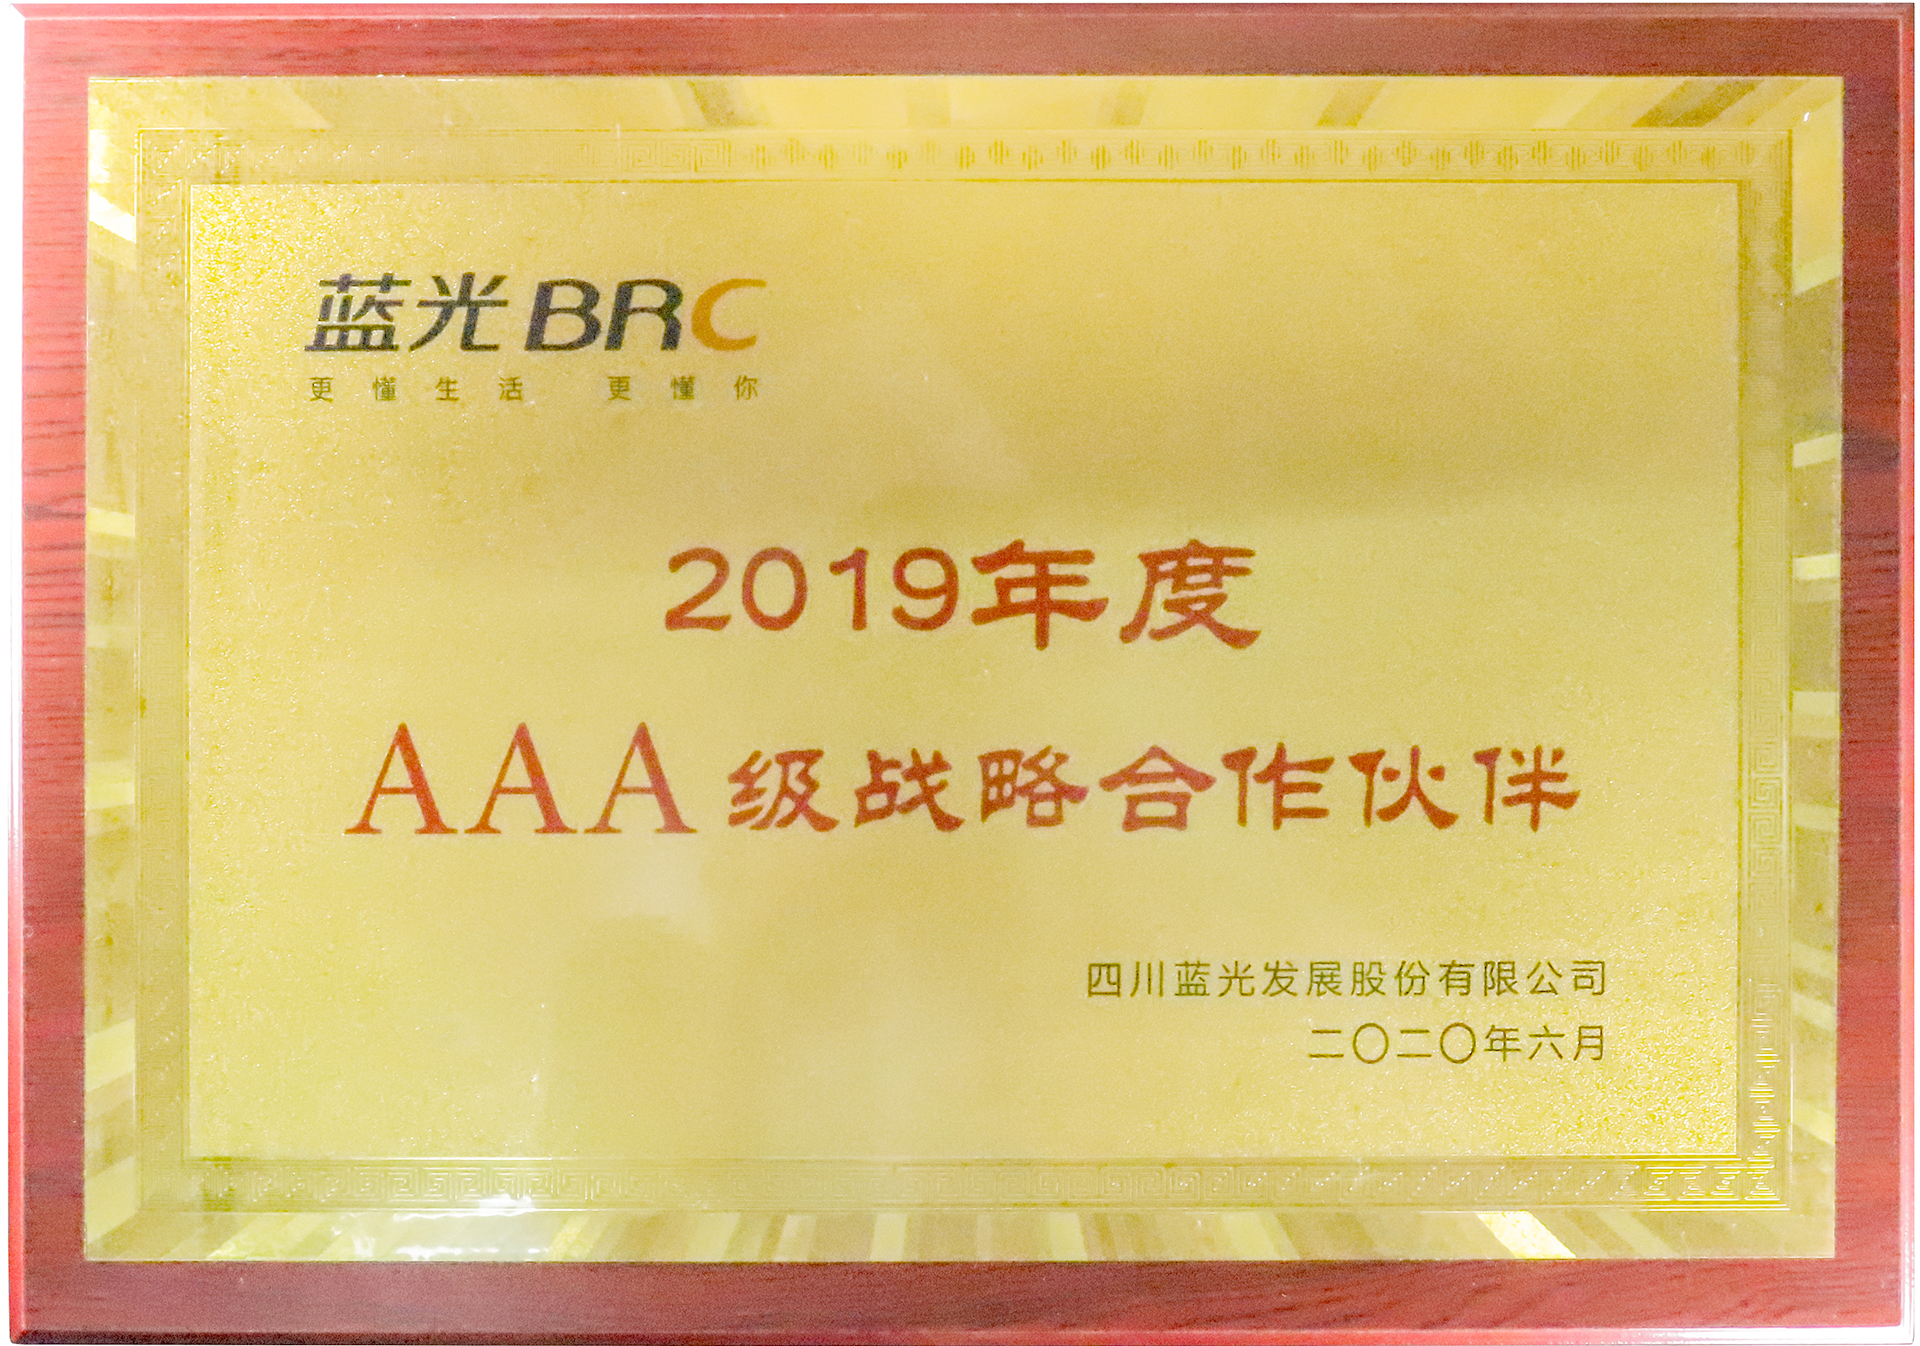 蓝光BRC
更懂生活 更懂你
2019年度
AAA级战略合作伙伴
四川蓝光发展股份有限公司
二〇二〇年六月